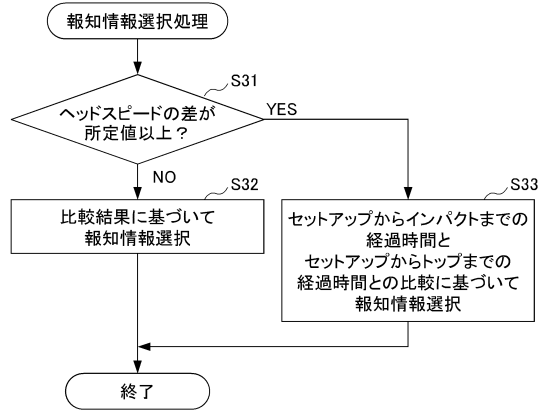 報知情報選択処理
S31
ヘッドスピードの差が
所定値以上？
YES
NO
S32
比較結果に基づいて
報知情報選択
S33
セットアップからインパクトまでの
経過時間と
セットアップからトップまでの
経過時間との比較に基づいて
報知情報選択
終了